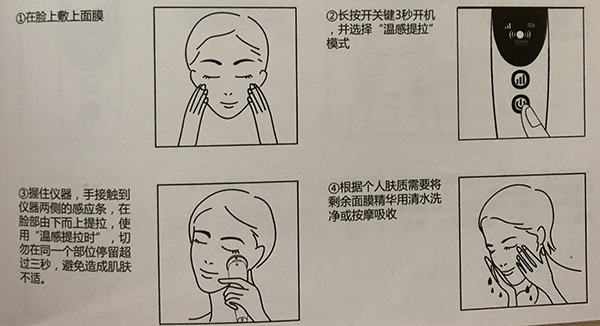 ①在脸上敷上面膜
②长按开关键3秒开机
，并选择“温感提拉”
模式
③握住仪器，手接触到
仪器两侧的感应条，在
脸部由下而上提拉，使
用“温感提拉时”，切
勿在同一个部位停留超
过三秒，避免造成肌肤
不适。
④根据个人肤质需要将
剩余面膜精华用清水洗
净或按摩吸收